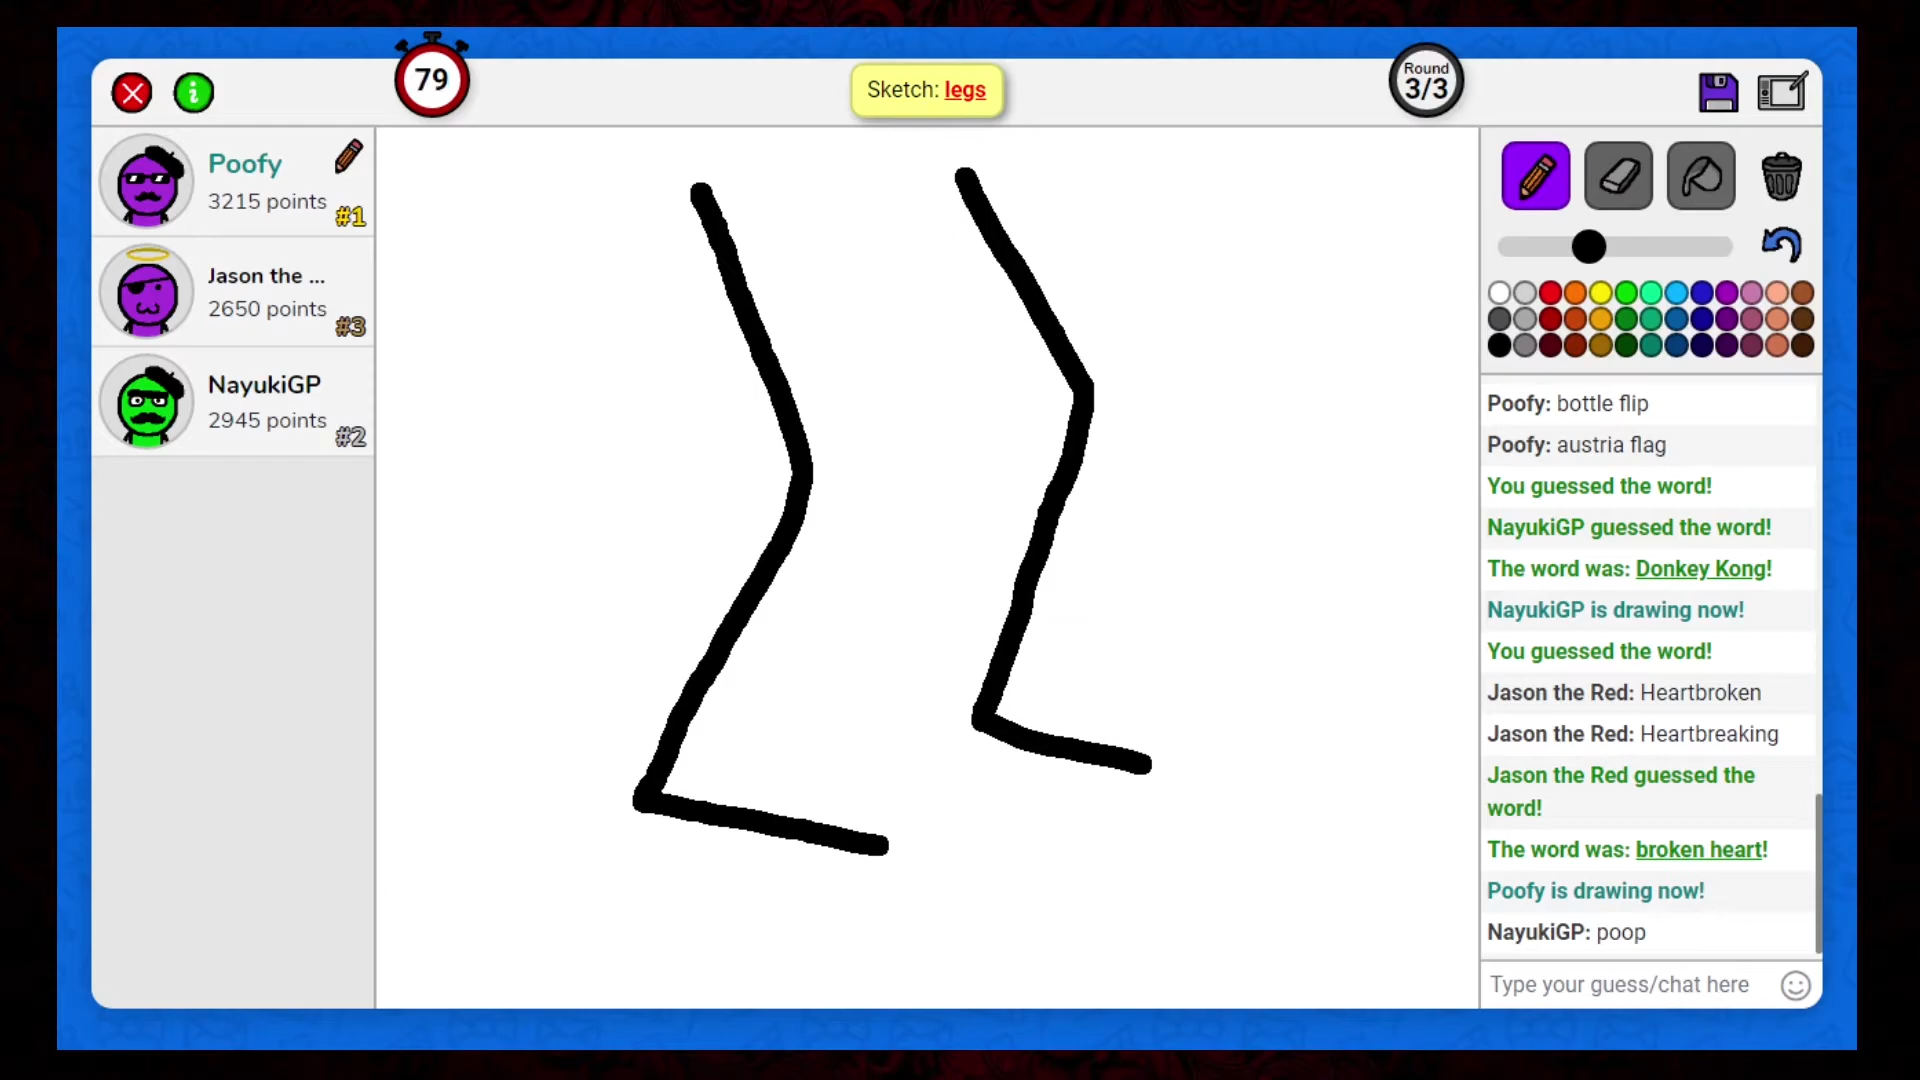 79
Sketch: legs
Round
3/3
Poofy
3215 points
#1
Jason the ...
2650 points
#3
NayukiGP
2945 points
#2
Poofy: bottle flip
Poofy: austria flag
You guessed the word!
NayukiGP guessed the word!
The word was: Donkey Kong!
NayukiGP is drawing now!
You guessed the word!
Jason the Red: Heartbroken
Jason the Red: Heartbreaking
Jason the Red guessed the
word!
The word was: broken heart!
Poofy is drawing now!
NayukiGP: poop
Type your guess/chat here